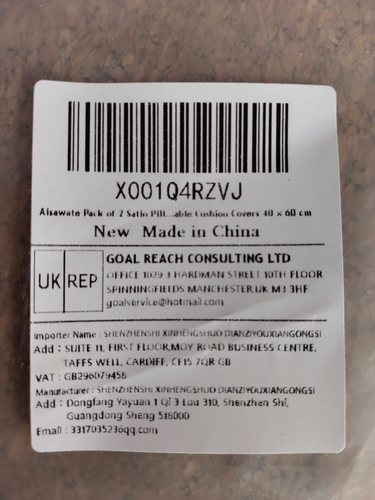 X001Q4RZVJ
Aisawate Pack of 2 Satin Pill...able Cushion Covers 40 x 60 cm
New Made in China
UK REP
GOAL REACH CONSULTING LTD
OFFICE 1029 3 HARDMAN STREET 10TH FLOOR
SPINNINGFIELDS MANCHESTER,UK M3 3HF
goalservice@hotmail.com
Importer Name : SHENZHENSHI XINHENGSHUO DIANZIYOUXIANGONGSI
Add : SUITE 11, FIRST FLOOR,MOY ROAD BUSINESS CENTRE,
TAFFS WELL, CARDIFF, CF15 7QR GB
VAT : GB296079458
Manufacturer : SHENZHENSHI XINHENGSHUO DIANZIYOUXIANGONGSI
Add : Dongfang Yayuan 1 Qi 3 Lou 310, Shenzhen Shi,
Guangdong Sheng 518000
Email : 331703523@qq.com